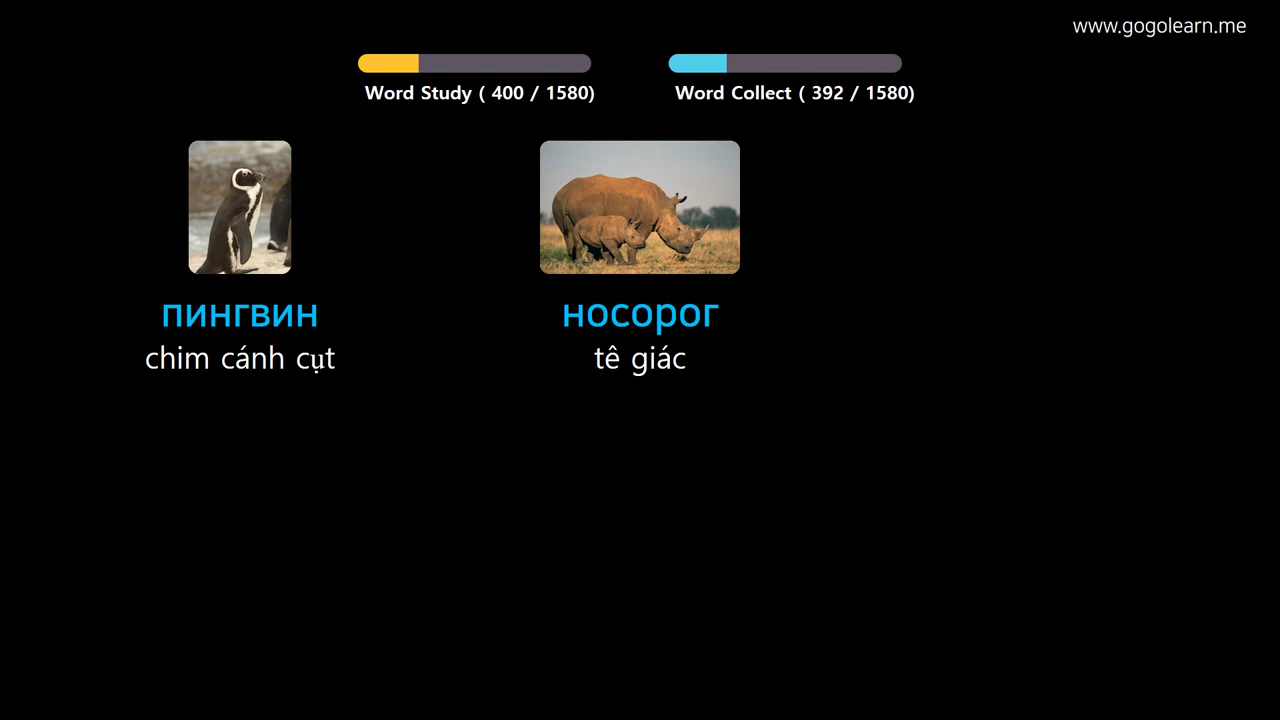 www.gogolearn.me
Word Study ( 400 / 1580)
Word Collect ( 392 / 1580)
пингвин
chim cánh cụt
носорог
tê giác